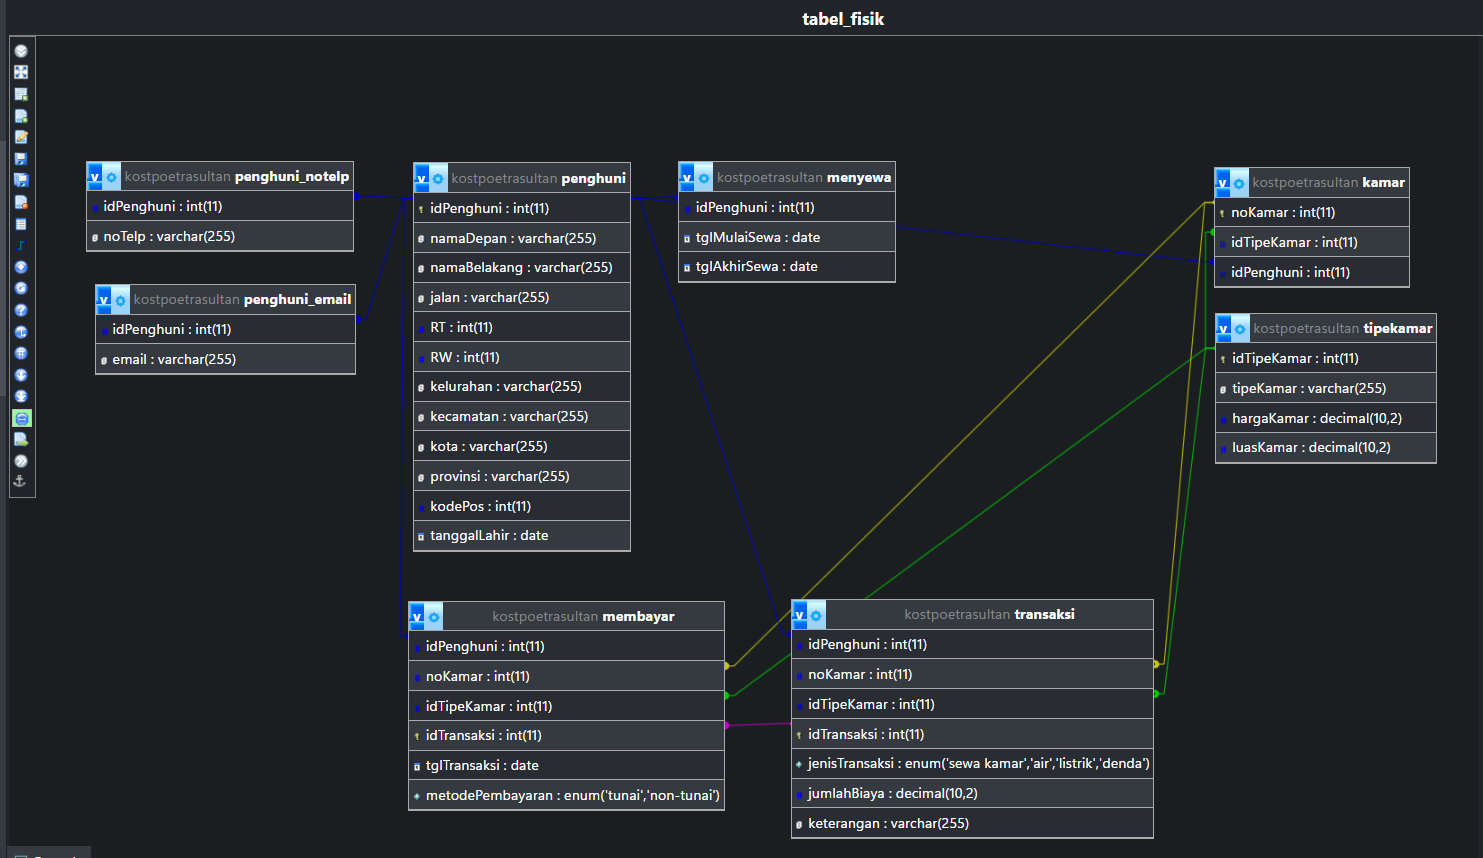 tabel_fisik
v kostpoetrasultan penghuni_notelp
idPenghuni : int(11)
noTelp : varchar(255)
v kostpoetrasultan penghuni_email
idPenghuni : int(11)
email : varchar(255)
v kostpoetrasultan penghuni
idPenghuni : int(11)
namaDepan : varchar(255)
namaBelakang : varchar(255)
jalan : varchar(255)
RT : int(11)
RW : int(11)
kelurahan : varchar(255)
kecamatan : varchar(255)
kota : varchar(255)
provinsi : varchar(255)
kodePos : int(11)
tanggalLahir : date
v kostpoetrasultan menyewa
idPenghuni : int(11)
tglMulaiSewa : date
tglAkhirSewa : date
v kostpoetrasultan kamar
noKamar : int(11)
idTipeKamar : int(11)
idPenghuni : int(11)
v kostpoetrasultan tipekamar
idTipeKamar : int(11)
tipeKamar : varchar(255)
hargaKamar : decimal(10,2)
luasKamar : decimal(10,2)
v kostpoetrasultan membayar
idPenghuni : int(11)
noKamar : int(11)
idTipeKamar : int(11)
idTransaksi : int(11)
tglTransaksi : date
metodePembayaran : enum('tunai','non-tunai')
v kostpoetrasultan transaksi
idPenghuni : int(11)
noKamar : int(11)
idTipeKamar : int(11)
idTransaksi : int(11)
jenisTransaksi : enum('sewa kamar','air','listrik','denda')
jumlahBiaya : decimal(10,2)
keterangan : varchar(255)